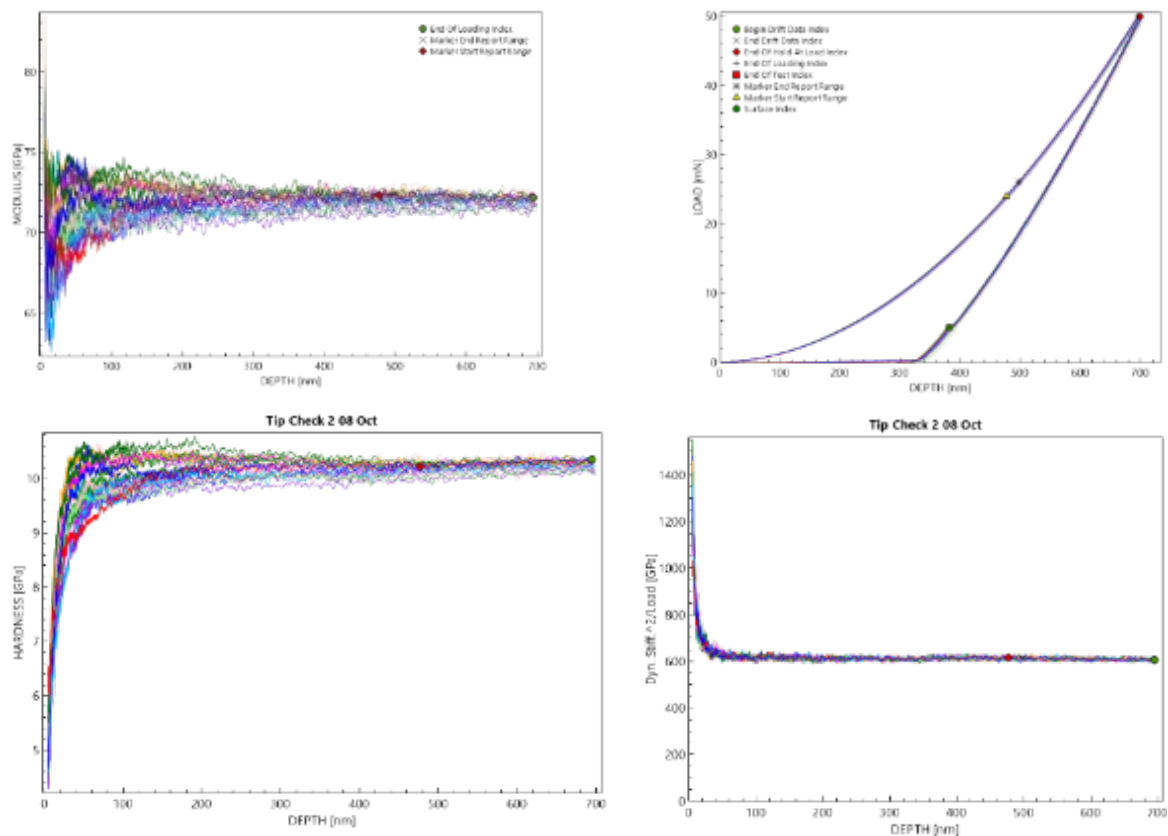 End Of Loading Index
Marker End Report Range
Marker Start Report Range
80
75
70
65
MODULUS [GPa]
0 100 200 300 400 500 600 700
DEPTH [nm]
Begin Drift Data Index
End Drift Data Index
End Of Hold At Load Index
End Of Loading Index
End Of Test Index
Marker End Report Range
Marker Start Report Range
Surface Index
50
40
30
20
10
0
LOAD [mN]
0 100 200 300 400 500 600 700
DEPTH [nm]
Tip Check 2 08 Oct
10
9
8
7
6
5
HARDNESS [GPa]
0 100 200 300 400 500 600 700
DEPTH [nm]
Tip Check 2 08 Oct
1400
1200
1000
800
600
400
200
0
Dyn. Stiff.^2/Load [GPa]
0 100 200 300 400 500 600 700
DEPTH [nm]